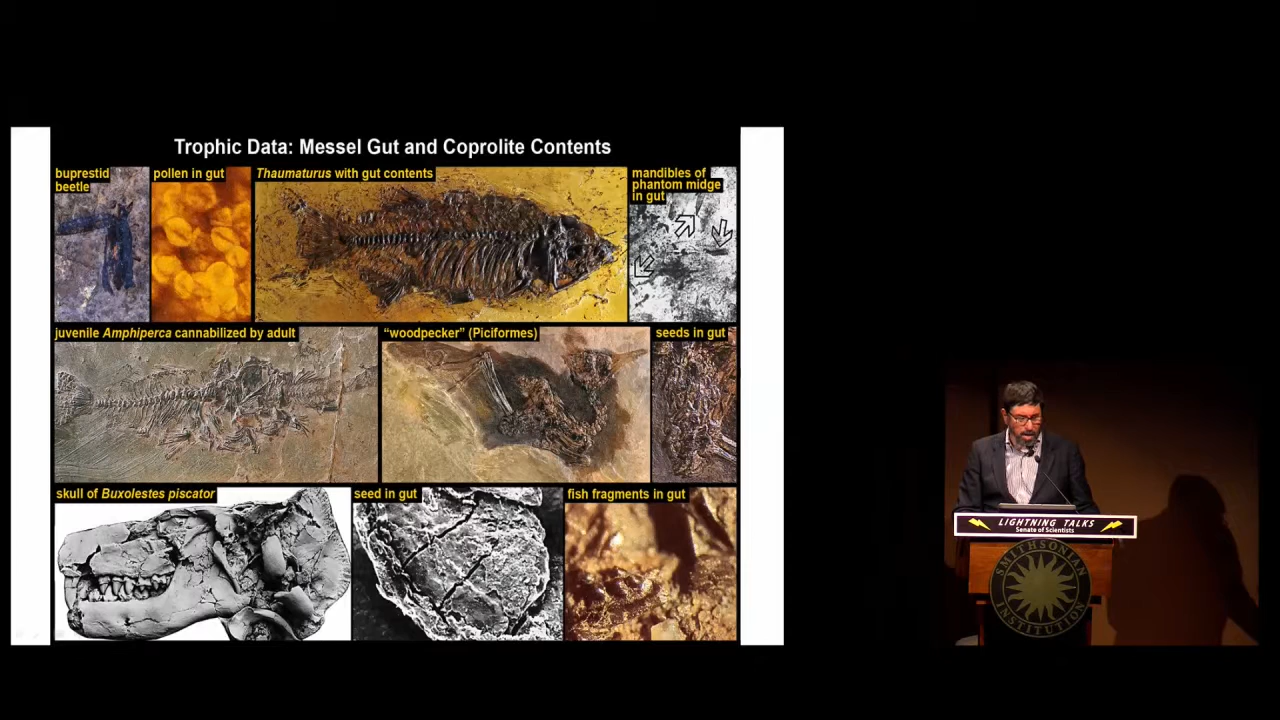 Trophic Data: Messel Gut and Coprolite Contents
buprestid
beetle
pollen in gut
Thaumaturus with gut contents
mandibles of
phantom midge
in gut
juvenile Amphiperca cannabilized by adult
“woodpecker” (Piciformes)
seeds in gut
skull of Buxolestes piscator
seed in gut
fish fragments in gut
LIGHTNING TALKS
Senate of Scientists
SMITHSONIAN
INSTITUTION